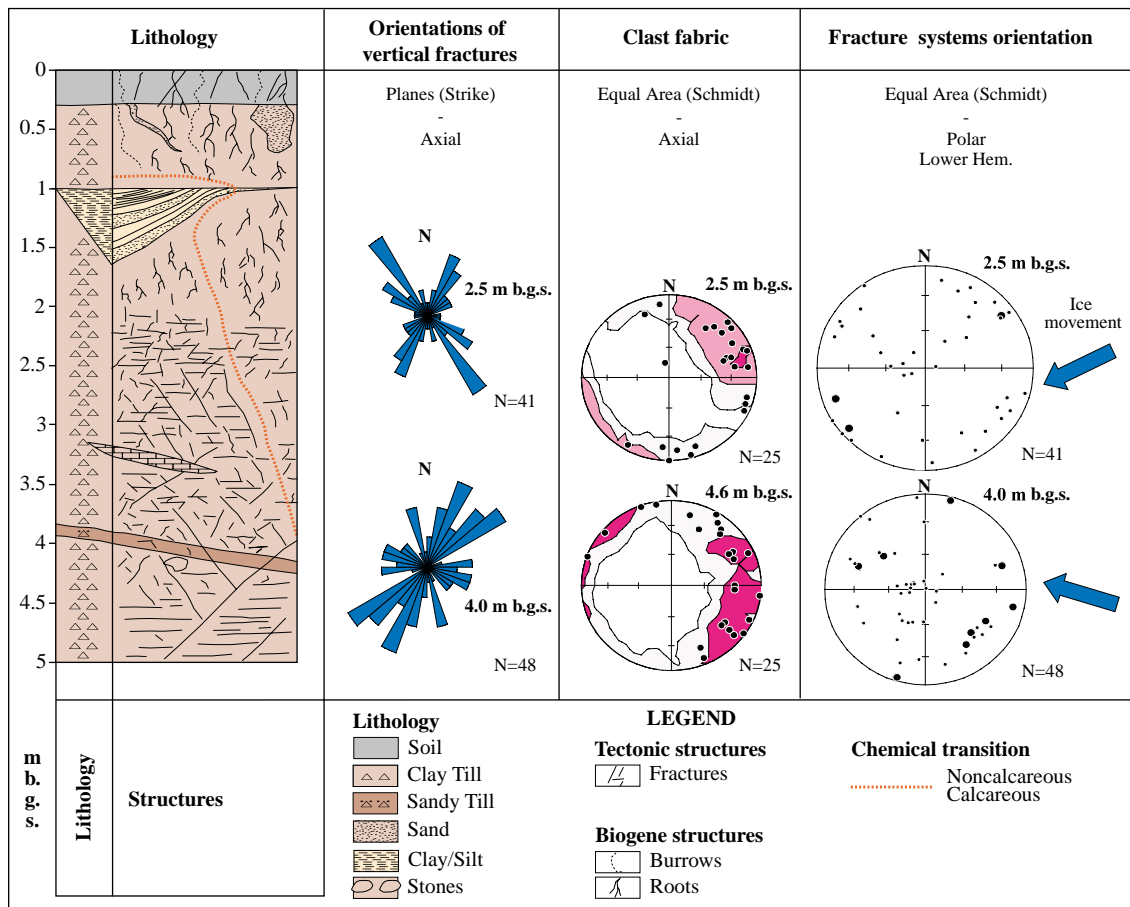 Lithology
Orientations of
vertical fractures
Clast fabric
Fracture systems orientation
0
0.5
1
1.5
2
2.5
3
3.5
4
4.5
5
Planes (Strike)
-
Axial
N
2.5 m b.g.s.
N=41
N
4.0 m b.g.s.
N=48
Equal Area (Schmidt)
-
Axial
N
2.5 m b.g.s.
N=25
N
4.6 m b.g.s.
N=25
Equal Area (Schmidt)
-
Polar
Lower Hem.
N
2.5 m b.g.s.
Ice
movement
N=41
N
4.0 m b.g.s.
N=48
m
b.
g.
s.
Lithology
Structures
LEGEND
Lithology
Soil
Clay Till
Sandy Till
Sand
Clay/Silt
Stones
Tectonic structures
Fractures
Biogene structures
Burrows
Roots
Chemical transition
Noncalcareous
Calcareous